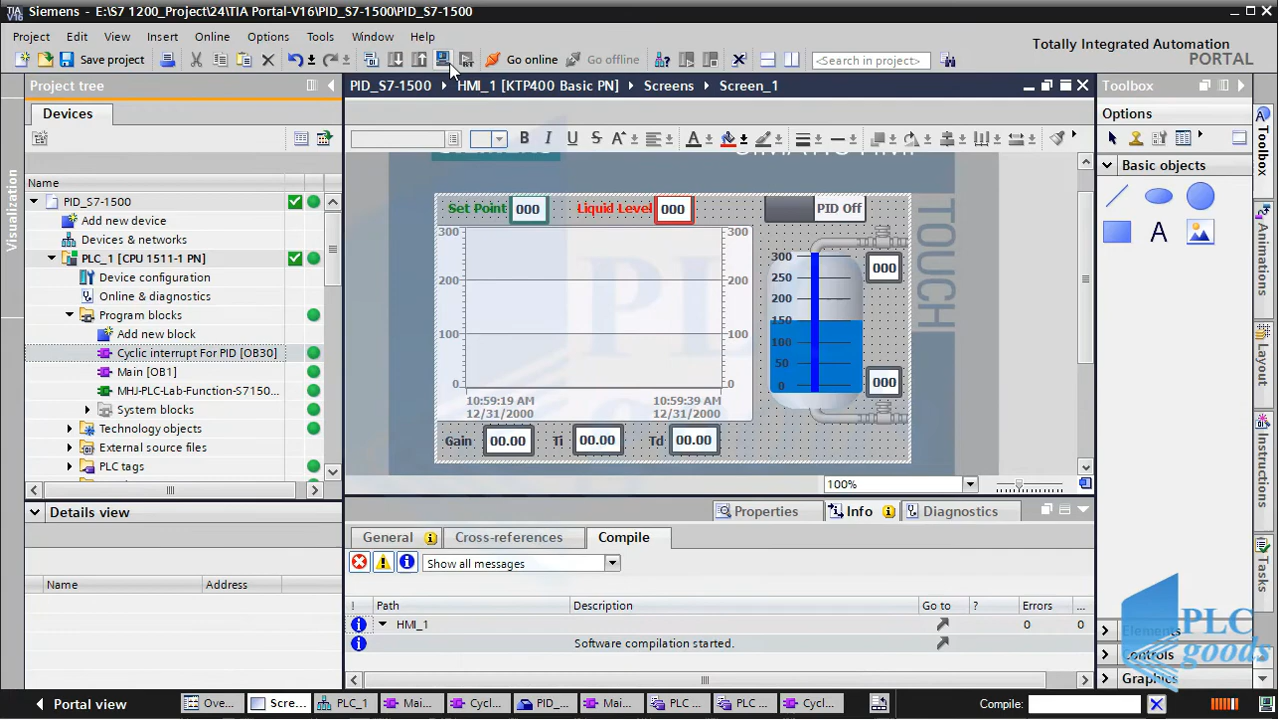 Siemens - E:\S7 1200_Project\24\TIA Portal-V16\PID_S7-1500\PID_S7-1500
Project Edit View Insert Online Options Tools Window Help
Totally Integrated Automation
PORTAL
Save project
Go online
Go offline
<Search in project>
Project tree
PID_S7-1500 HMI_1 [KTP400 Basic PN] Screens Screen_1
Toolbox
Devices
Options
Name
Basic objects
PID_S7-1500
Add new device
Devices & networks
PLC_1 [CPU 1511-1 PN]
Device configuration
Online & diagnostics
Program blocks
Add new block
Cyclic interrupt For PID [OB30]
Main [OB1]
MHJ-PLC-Lab-Function-S7150...
System blocks
Technology objects
External source files
PLC tags
Visualization
Set Point 000 Liquid Level 000 PID Off
300
200
100
0
300
200
100
0
10:59:19 AM
12/31/2000
10:59:39 AM
12/31/2000
300
250
200
150
100
50
0
000
000
TOUCH
Gain 00.00 Ti 00.00 Td 00.00
100%
Toolbox
Animations
Layout
Instructions
Tasks
Details view
Name Address
Properties Info Diagnostics
General Cross-references Compile
Show all messages
! Path Description Go to ? Errors ...
HMI_1 0 0
Software compilation started.
Elements
Controls
Graphics
PLC
goods
Portal view
Ove... Scree... PLC_1 Mai... Cycl... PID_... Mai... PLC ... PLC ... Cycl...
Compile: